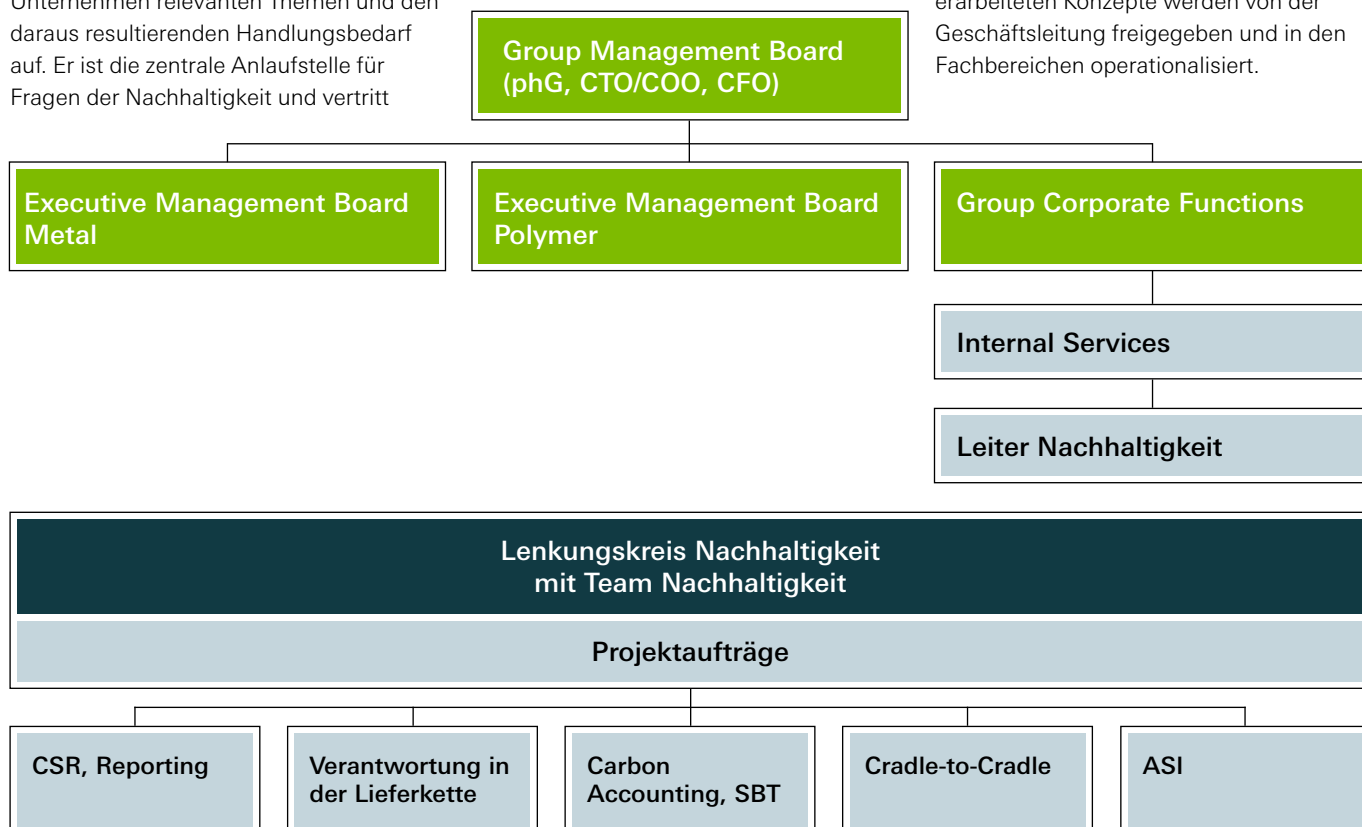 Unternehmen relevanten Themen und den
daraus resultierenden Handlungsbedarf
auf. Er ist die zentrale Anlaufstelle für
Fragen der Nachhaltigkeit und vertritt
erarbeiteten Konzepte werden von der
Geschäftsleitung freigegeben und in den
Fachbereichen operationalisiert.
Group Management Board
(phG, CTO/COO, CFO)
Executive Management Board
Metal
Executive Management Board
Polymer
Group Corporate Functions
Internal Services
Leiter Nachhaltigkeit
Lenkungskreis Nachhaltigkeit
mit Team Nachhaltigkeit
Projektaufträge
CSR, Reporting
Verantwortung in
der Lieferkette
Carbon
Accounting, SBT
Cradle-to-Cradle
ASI